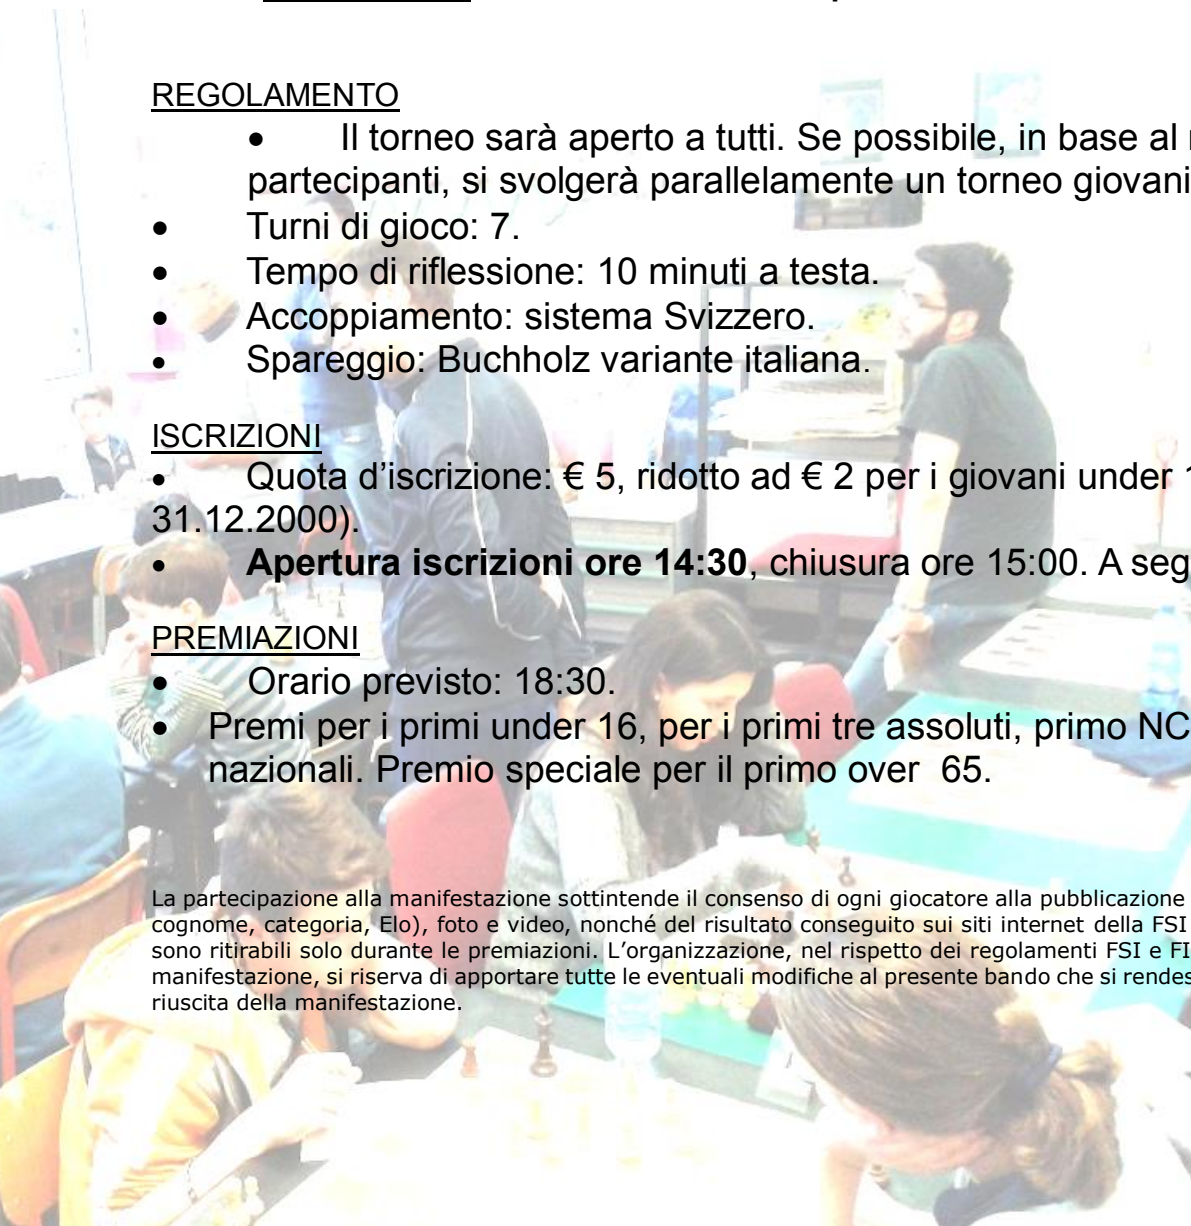 REGOLAMENTO
• Il torneo sarà aperto a tutti. Se possibile, in base al
partecipanti, si svolgerà parallelamente un torneo giovani
• Turni di gioco: 7.
• Tempo di riflessione: 10 minuti a testa.
• Accoppiamento: sistema Svizzero.
• Spareggio: Buchholz variante italiana.
ISCRIZIONI
• Quota d’iscrizione: € 5, ridotto ad € 2 per i giovani under
31.12.2000).
• Apertura iscrizioni ore 14:30, chiusura ore 15:00. A seg
PREMIAZIONI
• Orario previsto: 18:30.
• Premi per i primi under 16, per i primi tre assoluti, primo NC
nazionali. Premio speciale per il primo over 65.
La partecipazione alla manifestazione sottintende il consenso di ogni giocatore alla pubblicazione
cognome, categoria, Elo), foto e video, nonché del risultato conseguito sui siti internet della FSI
sono ritirabili solo durante le premiazioni. L’organizzazione, nel rispetto dei regolamenti FSI e FI
manifestazione, si riserva di apportare tutte le eventuali modifiche al presente bando che si rendes
riuscita della manifestazione.